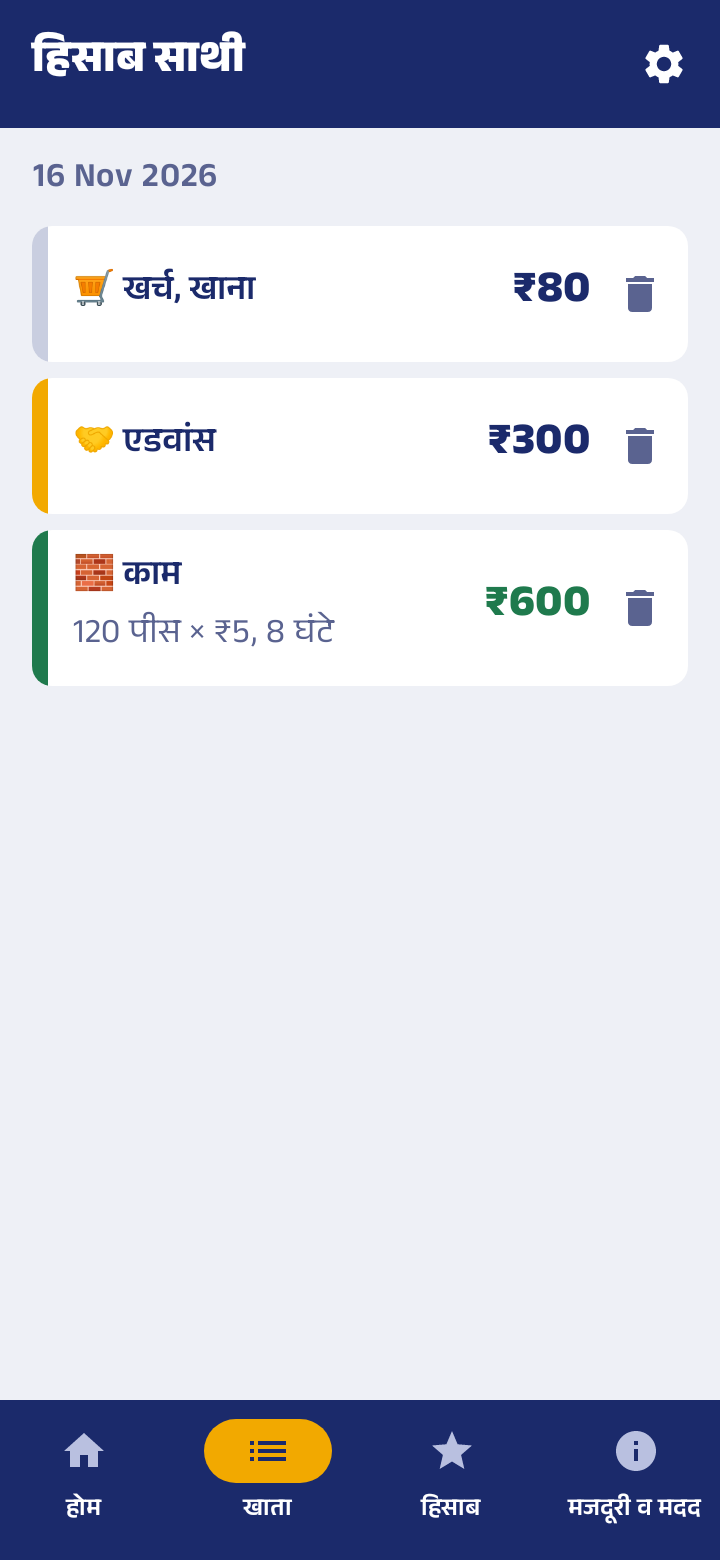 हिसाब साथी
16 Nov 2026
खर्च, खाना ₹80
एडवांस ₹300
काम
120 पीस × ₹5, 8 घंटे ₹600
होम खाता हिसाब मजदूरी व मदद